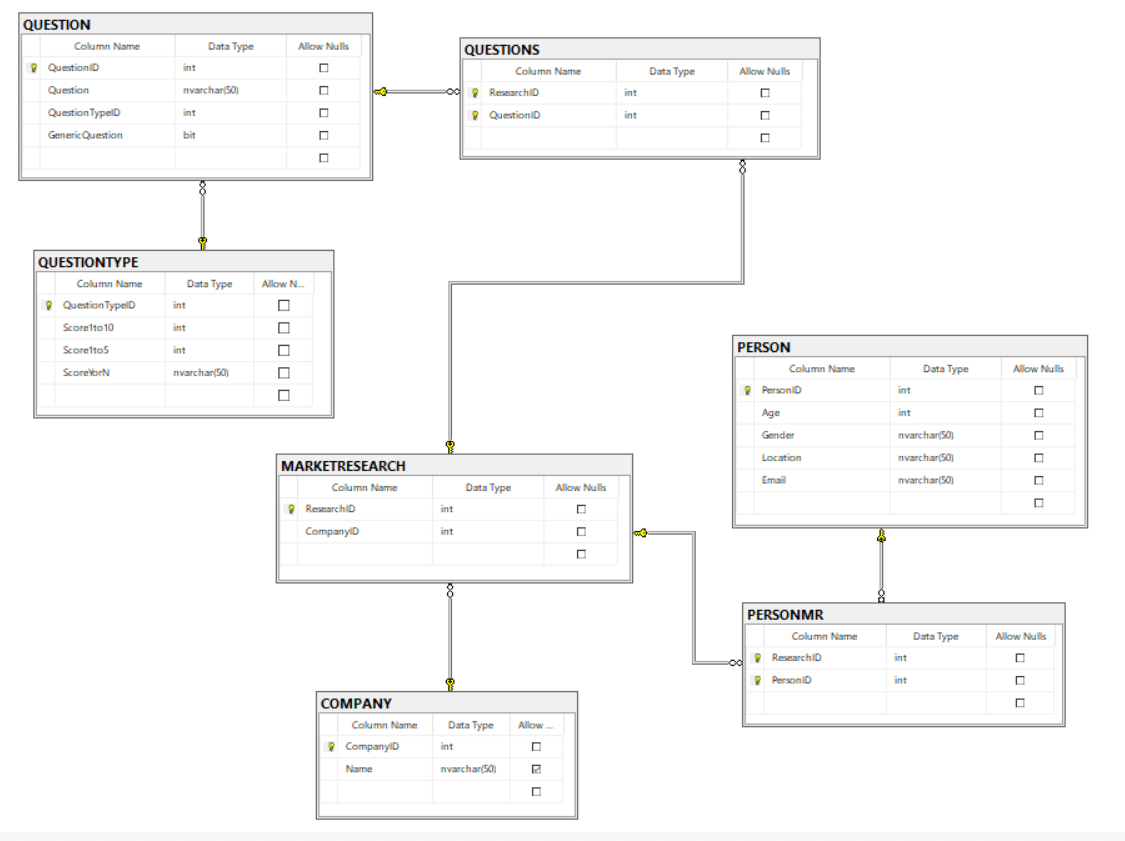 QUESTION
Column Name Data Type Allow Nulls
QuestionID int
Question nvarchar(50)
QuestionTypeID int
GenericQuestion bit
QUESTIONS
Column Name Data Type Allow Nulls
ResearchID int
QuestionID int
QUESTIONTYPE
Column Name Data Type Allow N...
QuestionTypeID int
Score1to10 int
Score1to5 int
ScoreYorN nvarchar(50)
PERSON
Column Name Data Type Allow Nulls
PersonID int
Age int
Gender nvarchar(50)
Location nvarchar(50)
Email nvarchar(50)
MARKETRESEARCH
Column Name Data Type Allow Nulls
ResearchID int
CompanyID int
PERSONMR
Column Name Data Type Allow Nulls
ResearchID int
PersonID int
COMPANY
Column Name Data Type Allow ...
CompanyID int
Name nvarchar(50)